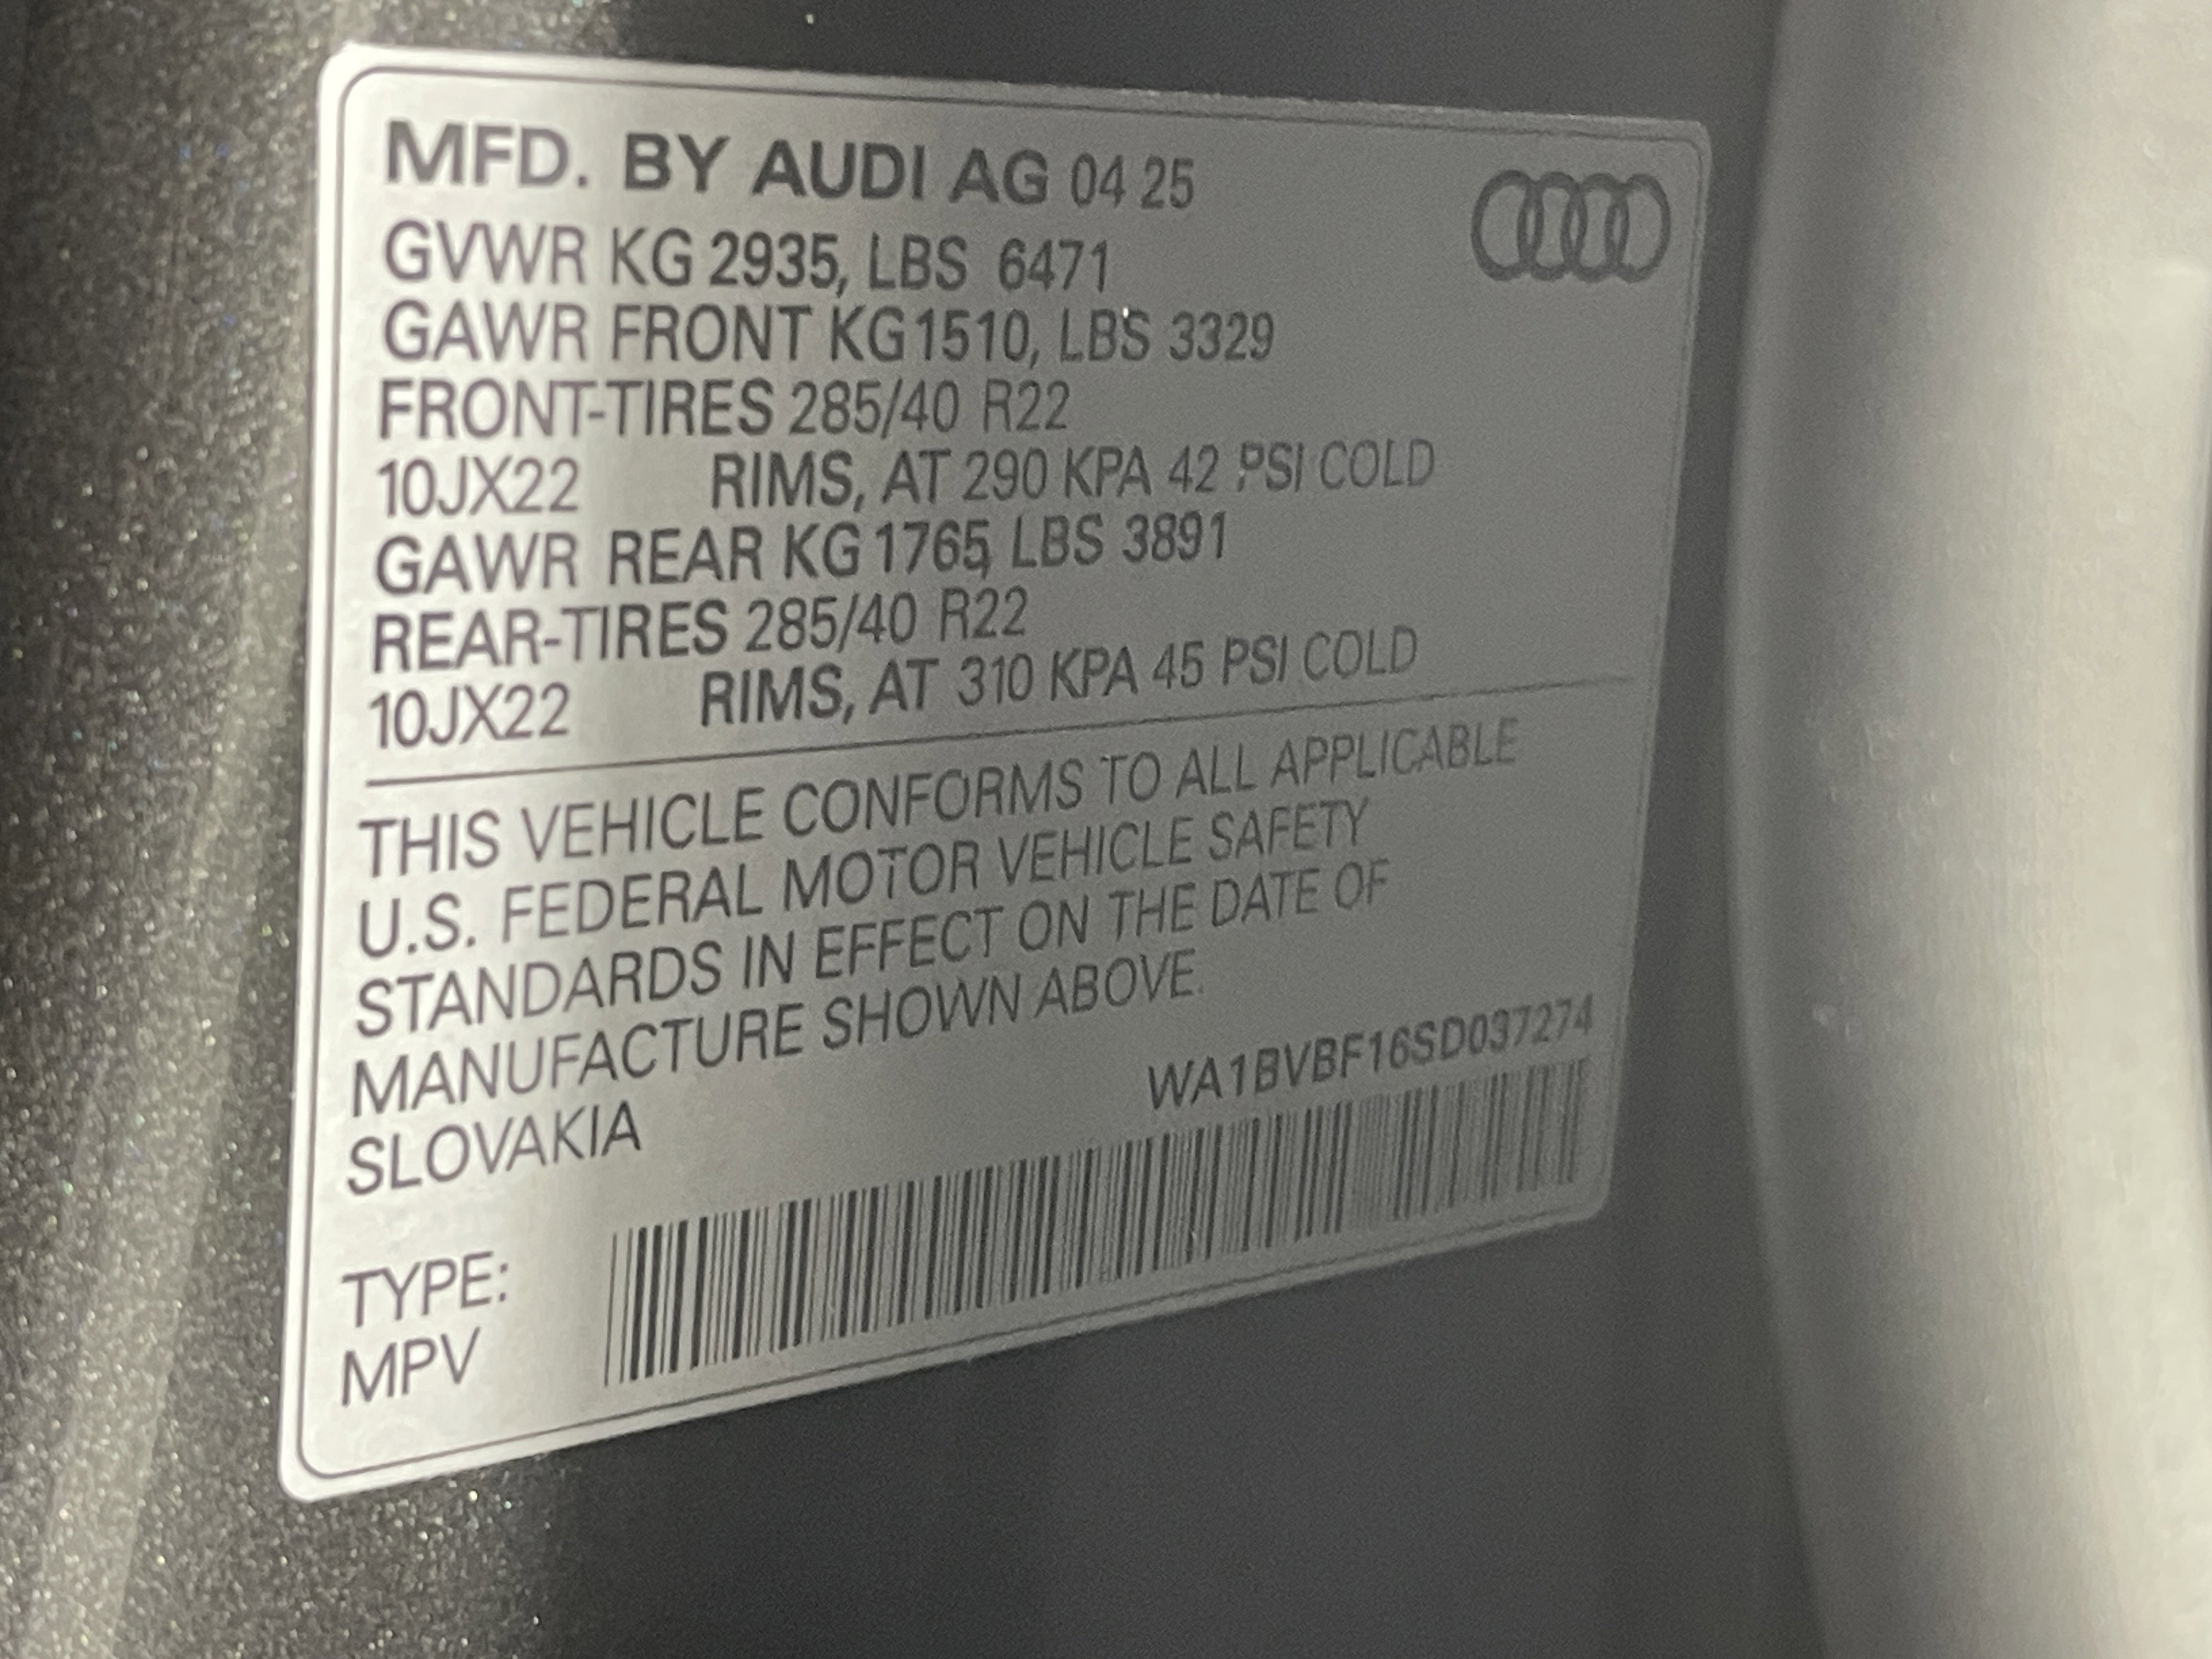 MFD. BY AUDI AG 04 25
GVWR KG 2935, LBS 6471
GAWR FRONT KG 1510, LBS 3329
FRONT-TIRES 285/40 R22
10JX22 RIMS, AT 290 KPA 42 PSI COLD
GAWR REAR KG 1765, LBS 3891
REAR-TIRES 285/40 R22
10JX22 RIMS, AT 310 KPA 45 PSI COLD
THIS VEHICLE CONFORMS TO ALL APPLICABLE
U.S. FEDERAL MOTOR VEHICLE SAFETY
STANDARDS IN EFFECT ON THE DATE OF
MANUFACTURE SHOWN ABOVE.
SLOVAKIA WA1BVBF16SD037274
TYPE:
MPV